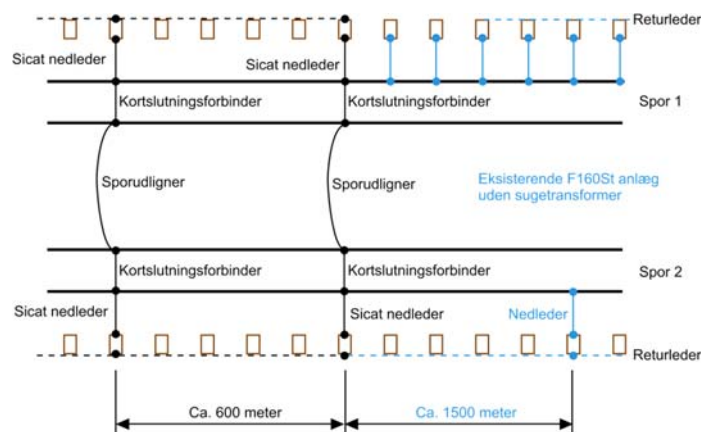 Returleder
Sicat nedleder
Sicat nedleder
Kortslutningsforbinder
Kortslutningsforbinder
Spor 1
Sporudligner
Sporudligner
Eksisterende F160St anlæg
uden sugetransformer
Kortslutningsforbinder
Kortslutningsforbinder
Spor 2
Sicat nedleder
Sicat nedleder
Nedleder
Returleder
Ca. 600 meter
Ca. 1500 meter